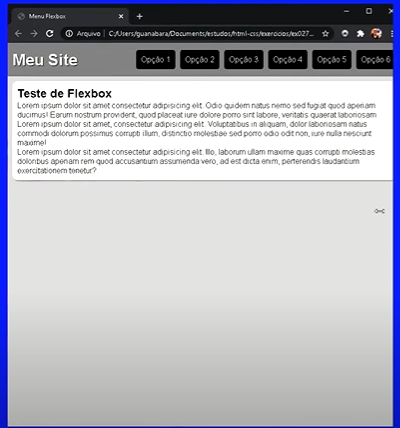 Menu Flexbox
Arquivo | C:/Users/guanabara/Documents/estudos/html-css/exercicios/ex027...
Meu Site
Opção 1 Opção 2 Opção 3 Opção 4 Opção 5 Opção 6
Teste de Flexbox
Lorem ipsum dolor sit amet consectetur adipisicing elit. Odio quidem natus nemo sed fugiat quod aperiam
ducimus! Earum nostrum provident, quod placeat iure dolore porro sint labore, veritatis quaerat laboriosam
Lorem ipsum dolor sit amet, consectetur adipisicing elit. Voluptatibus in aliquam, dolor laboriosam natus
commodi dolorum possimus corrupti illum, distinctio molestiae sed porro odio odit non, iure nulla nesciunt
maxime!
Lorem ipsum dolor sit amet consectetur adipisicing elit. Illo, laborum ullam maxime quas corrupti molestias
doloribus aperiam rem quod accusantium assumenda vero, ad est dicta enim, perferendis laudantium
exercitationem tenetur?